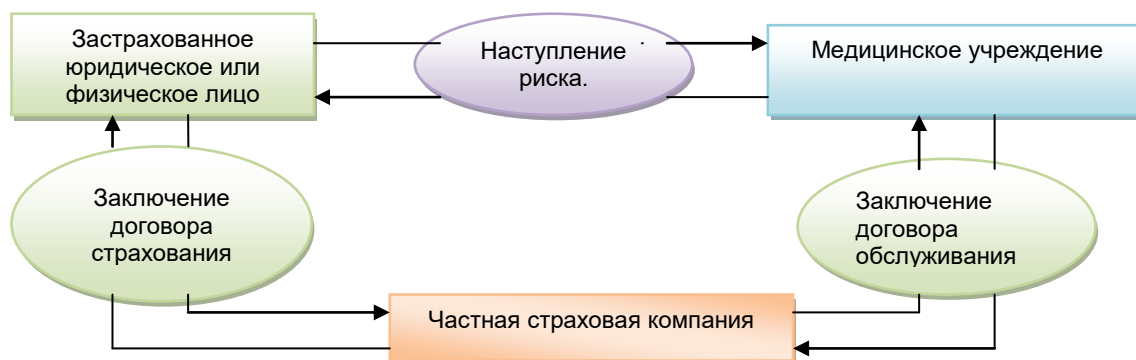 Застрахованное
юридическое или
физическое лицо
Наступление
риска.
Медицинское учреждение
Заключение
договора
страхования
Заключение
договора
обслуживания
Частная страховая компания